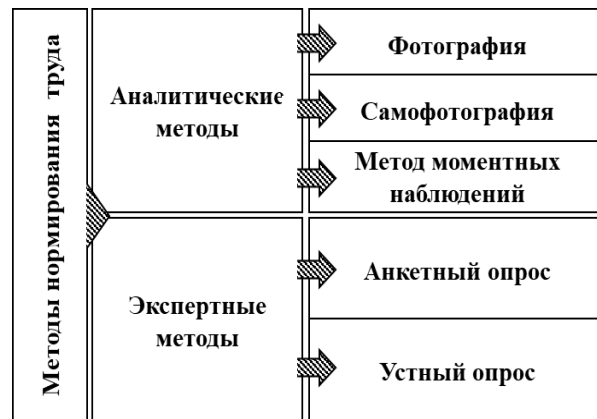 Методы нормирования труда
Аналитические
методы
Фотография
Самофотография
Метод моментных
наблюдений
Экспертные
методы
Анкетный опрос
Устный опрос